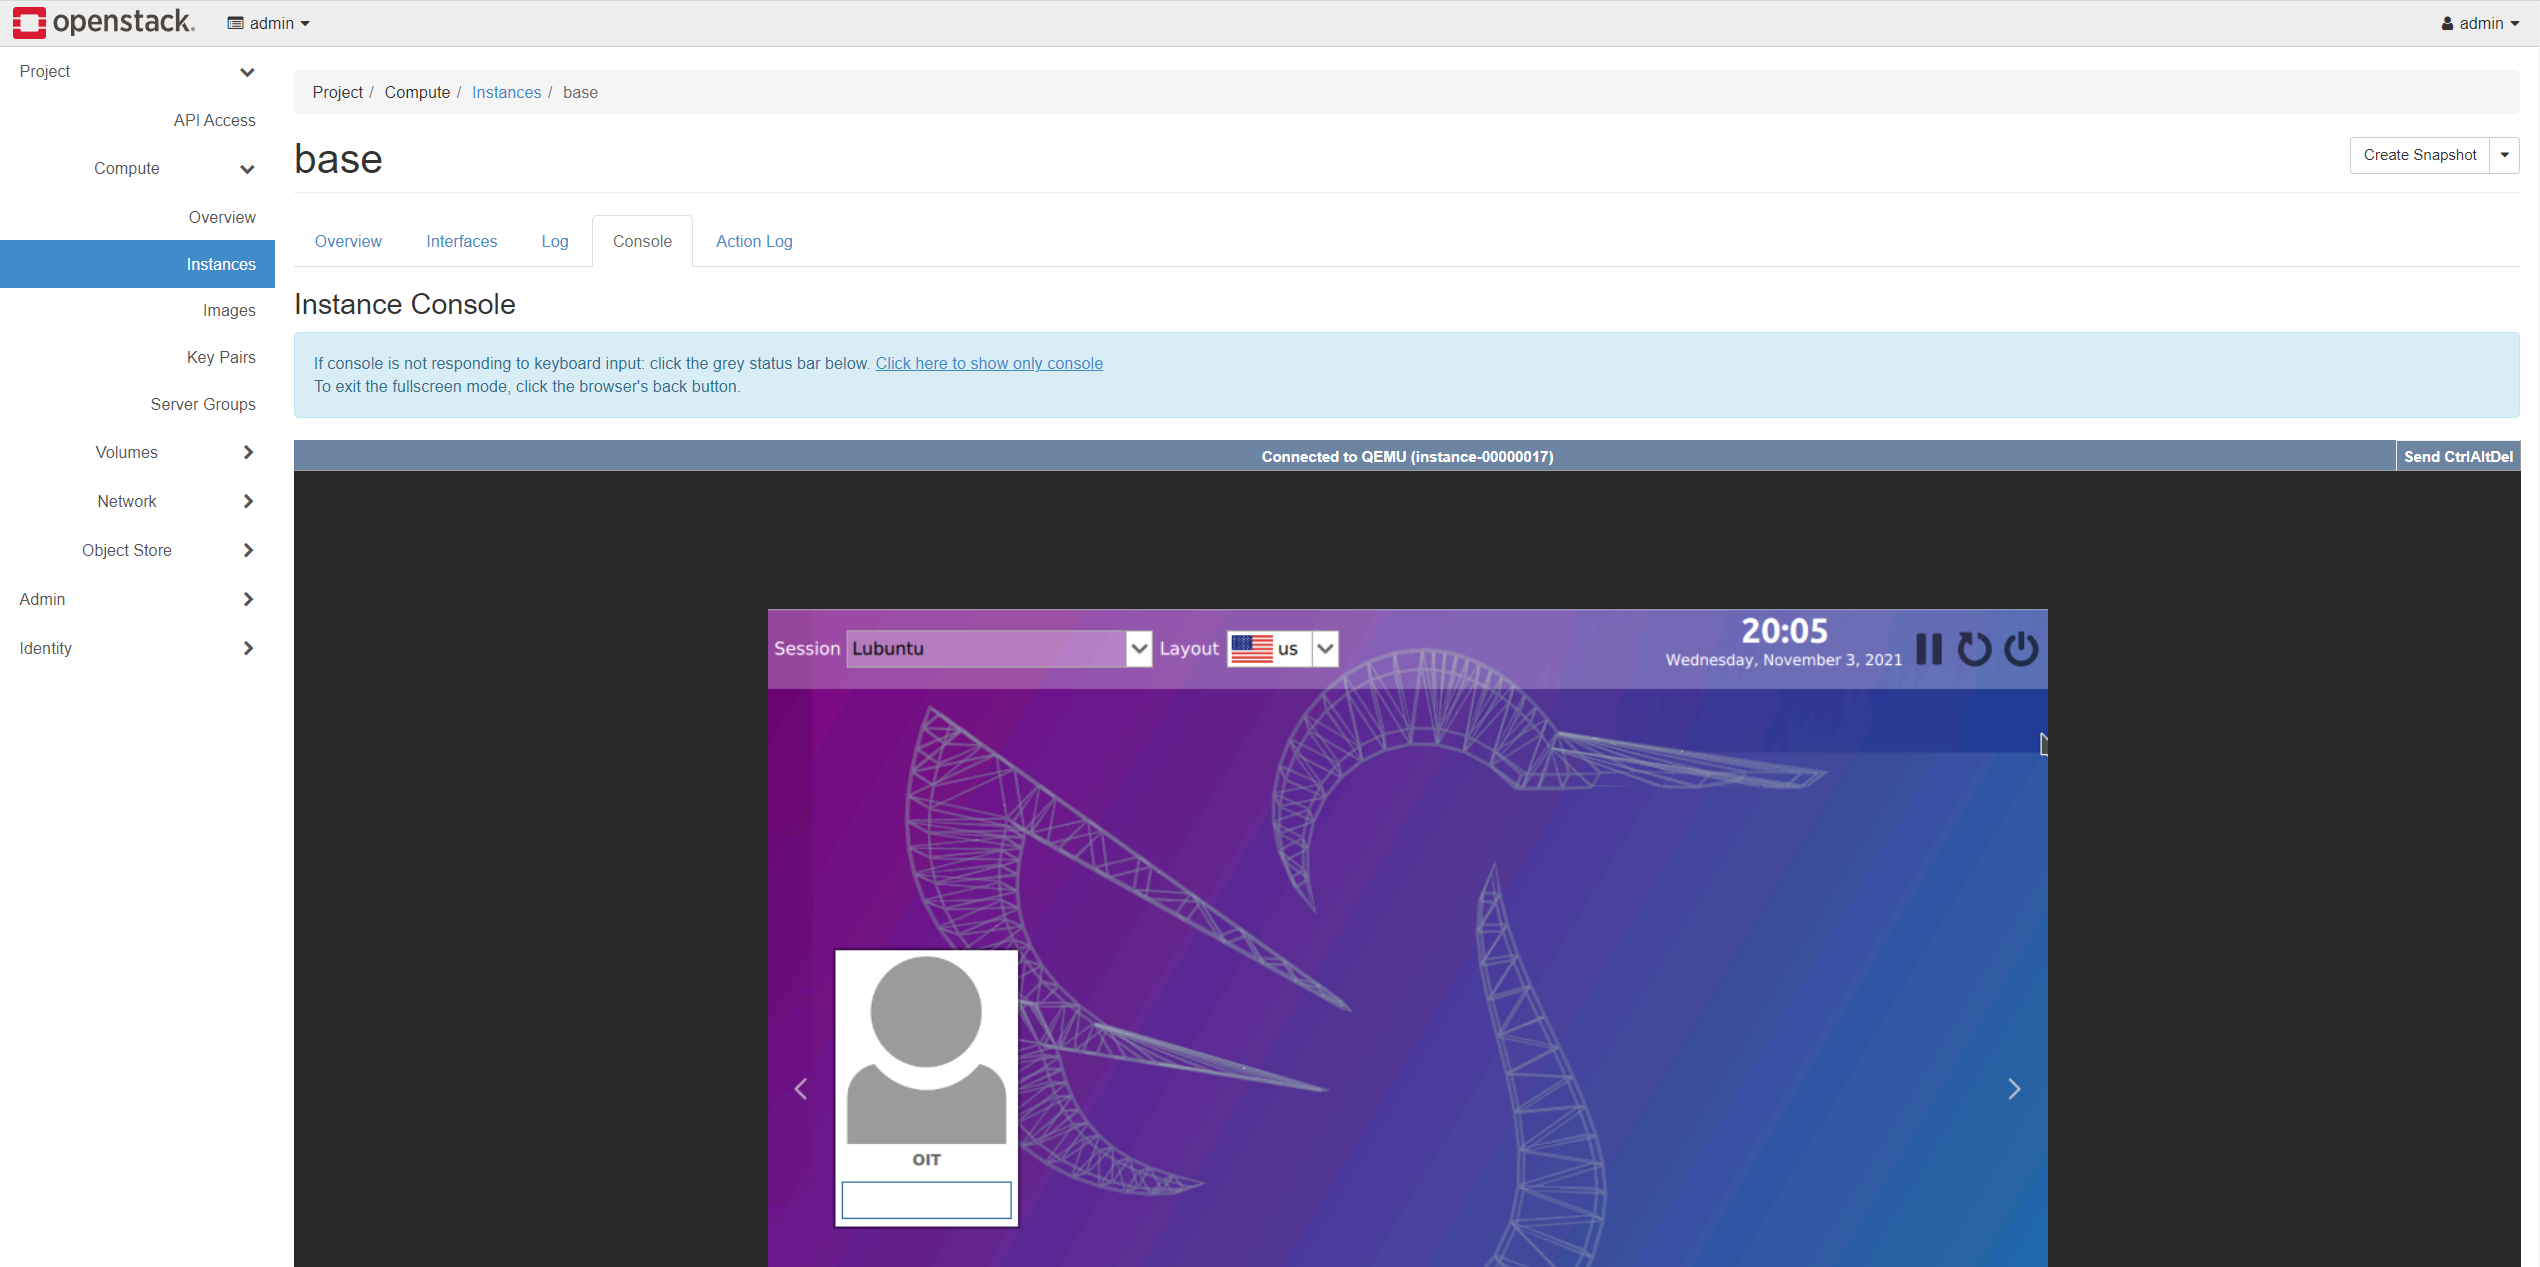 openstack.
admin
admin
Project
API Access
Compute
Overview
Instances
Images
Key Pairs
Server Groups
Volumes
Network
Object Store
Admin
Identity
Project / Compute / Instances / base
base
Create Snapshot
Overview
Interfaces
Log
Console
Action Log
Instance Console
If console is not responding to keyboard input: click the grey status bar below. Click here to show only console
To exit the fullscreen mode, click the browser's back button.
Connected to QEMU (instance-00000017)
Send CtrlAltDel
Session
Lubuntu
Layout
us
20:05
Wednesday, November 3, 2021
OIT